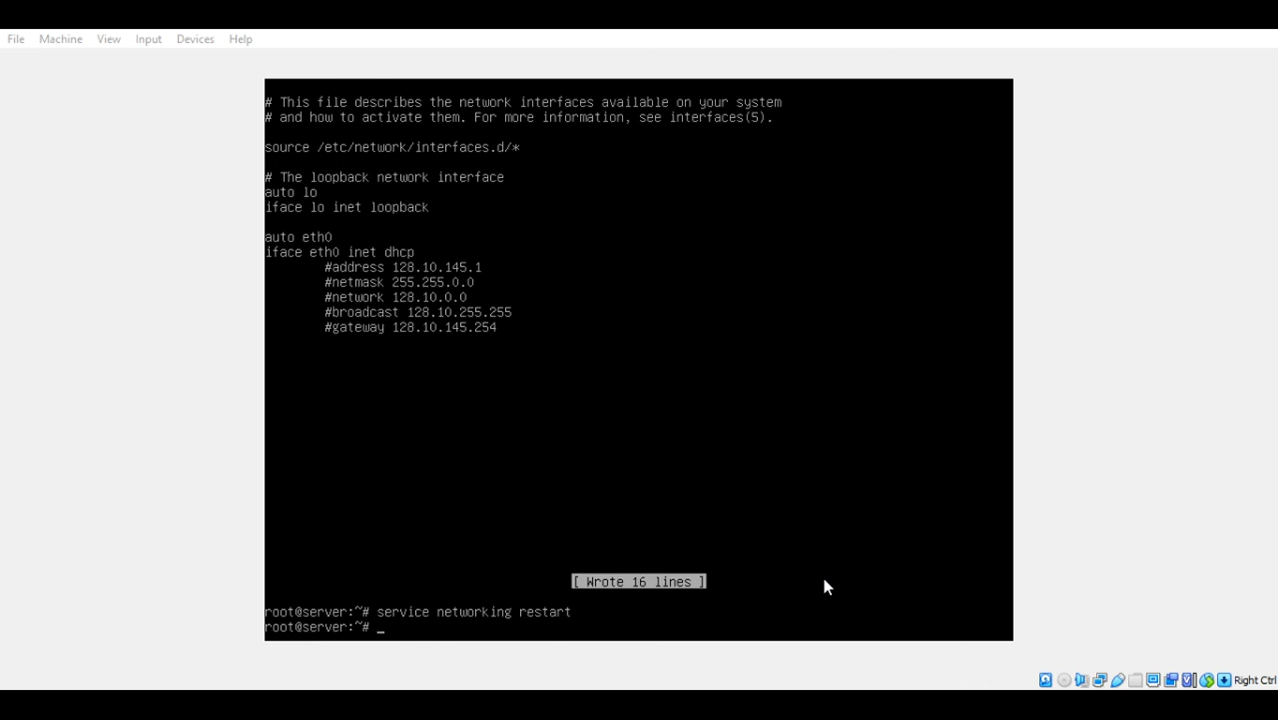 File Machine View Input Devices Help
# This file describes the network interfaces available on your system
# and how to activate them. For more information, see interfaces(5).
source /etc/network/interfaces.d/*
# The loopback network interface
auto lo
iface lo inet loopback
auto eth0
iface eth0 inet dhcp
#address 128.10.145.1
#netmask 255.255.0.0
#network 128.10.0.0
#broadcast 128.10.255.255
#gateway 128.10.145.254
[ Wrote 16 lines ]
root@server:~# service networking restart
root@server:~# _
Right Ctrl